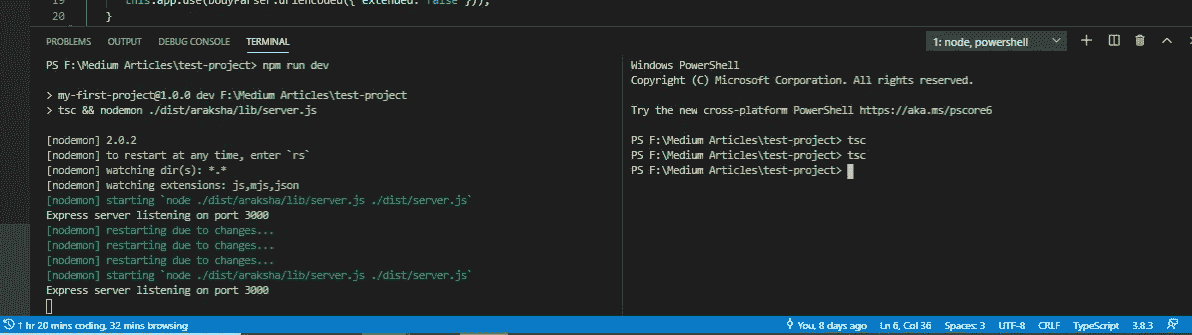 19 this.app.use(bodyParser.urlencoded({ extended: false }));
20 }
PROBLEMS OUTPUT DEBUG CONSOLE TERMINAL 1: node, powershell
PS F:\Medium Articles\test-project> npm run dev
> my-first-project@1.0.0 dev F:\Medium Articles\test-project
> tsc && nodemon ./dist/araksha/lib/server.js
[nodemon] 2.0.2
[nodemon] to restart at any time, enter `rs`
[nodemon] watching dir(s): *.*
[nodemon] watching extensions: js,mjs,json
[nodemon] starting `node ./dist/araksha/lib/server.js ./dist/server.js`
Express server listening on port 3000
[nodemon] restarting due to changes...
[nodemon] restarting due to changes...
[nodemon] restarting due to changes...
[nodemon] starting `node ./dist/araksha/lib/server.js ./dist/server.js`
Express server listening on port 3000
Windows PowerShell
Copyright (C) Microsoft Corporation. All rights reserved.
Try the new cross-platform PowerShell https://aka.ms/pscore6
PS F:\Medium Articles\test-project> tsc
PS F:\Medium Articles\test-project> tsc
PS F:\Medium Articles\test-project>
1 hr 20 mins coding, 32 mins browsing You, 8 days ago Ln 6, Col 36 Spaces: 3 UTF-8 CRLF TypeScript 3.8.3